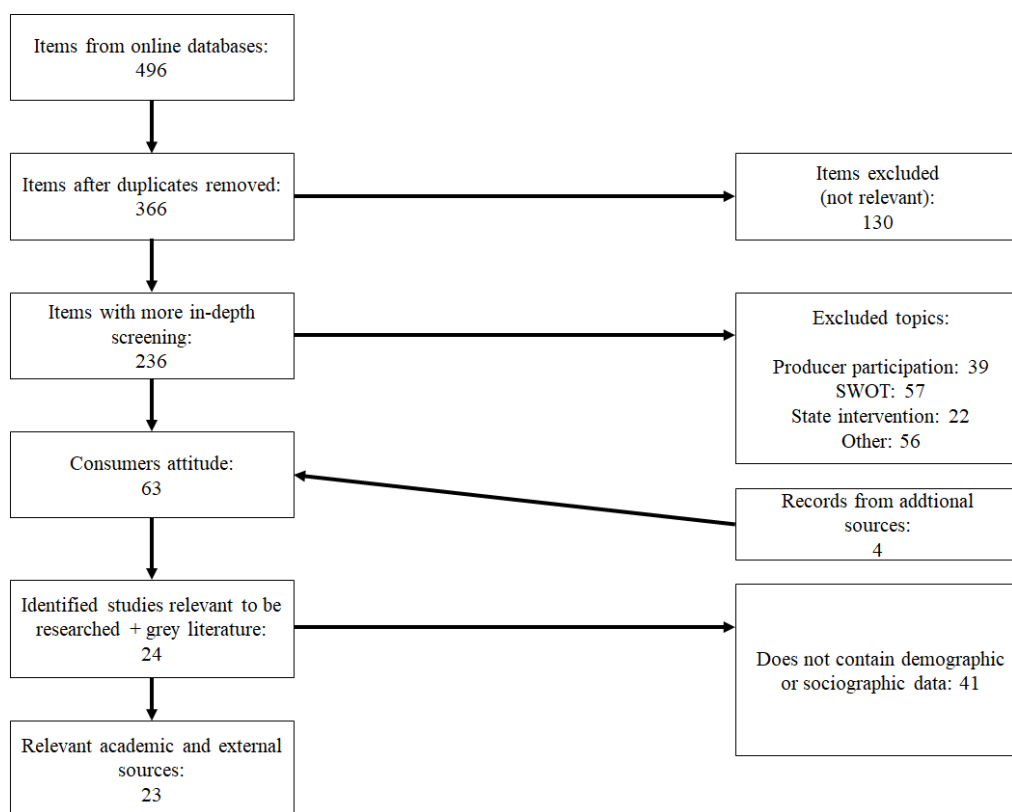 Items from online databases:
496
Items after duplicates removed:
366
Items excluded
(not relevant):
130
Items with more in-depth
screening:
236
Excluded topics:
Producer participation: 39
SWOT: 57
State intervention: 22
Other: 56
Consumers attitude:
63
Records from addtional
sources:
4
Identified studies relevant to be
researched + grey literature:
24
Does not contain demographic
or sociographic data: 41
Relevant academic and external
sources:
23